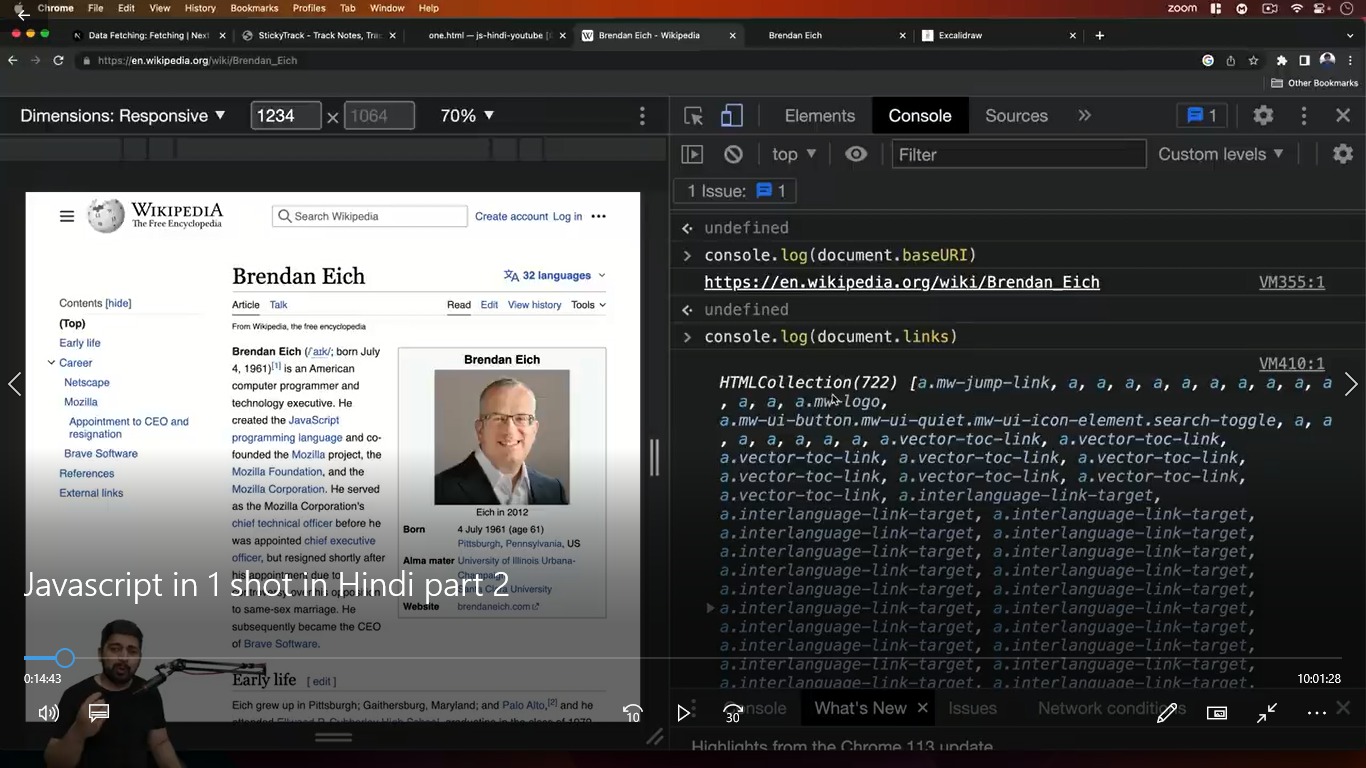 Chrome File Edit View History Bookmarks Profiles Tab Window Help zoom
Data Fetching: Fetching | Next StickyTrack - Track Notes, Tra one.html — js-hindi-youtube Brendan Eich - Wikipedia Brendan Eich Excalidraw
https://en.wikipedia.org/wiki/Brendan_Eich
Other Bookmarks
Dimensions: Responsive 1234 × 1064 70%
Elements Console Sources » 1
top Filter Custom levels
1 Issue: 1
WIKIPEDIA
The Free Encyclopedia
Search Wikipedia
Create account Log in
Brendan Eich
32 languages
Article Talk Read Edit View history Tools
From Wikipedia, the free encyclopedia
Contents [hide]
(Top)
Early life
Career
Netscape
Mozilla
Appointment to CEO and
resignation
Brave Software
References
External links
Brendan Eich (/ˈaɪk/; born July
4, 1961)[1] is an American
computer programmer and
technology executive. He
created the JavaScript
programming language and co-
founded the Mozilla project, the
Mozilla Foundation, and the
Mozilla Corporation. He served
as the Mozilla Corporation's
chief technical officer before he
was appointed chief executive
officer, but resigned shortly after
his appointment due to
controversy over his opposition
to same-sex marriage. He
subsequently became the CEO
of Brave Software.
Brendan Eich
Eich in 2012
Born 4 July 1961 (age 61)
Pittsburgh, Pennsylvania, US
Alma mater University of Illinois Urbana-
Champaign
Santa Clara University
Website brendaneich.com
Early life [ edit ]
Eich grew up in Pittsburgh; Gaithersburg, Maryland; and Palo Alto,[2] and he
attended Ellwood P. Cubberley High School,
undefined
console.log(document.baseURI)
https://en.wikipedia.org/wiki/Brendan_Eich VM355:1
undefined
console.log(document.links)
VM410:1
HTMLCollection(722) [a.mw-jump-link, a, a, a, a, a, a, a, a, a, a
, a, a, a.mw-logo,
a.mw-ui-button.mw-ui-quiet.mw-ui-icon-element.search-toggle, a, a
, a, a, a, a, a, a.vector-toc-link, a.vector-toc-link,
a.vector-toc-link, a.vector-toc-link, a.vector-toc-link,
a.vector-toc-link, a.vector-toc-link, a.vector-toc-link,
a.vector-toc-link, a.interlanguage-link-target,
a.interlanguage-link-target, a.interlanguage-link-target,
a.interlanguage-link-target, a.interlanguage-link-target,
a.interlanguage-link-target, a.interlanguage-link-target,
a.interlanguage-link-target, a.interlanguage-link-target,
a.interlanguage-link-target, a.interlanguage-link-target,
a.interlanguage-link-target, a.interlanguage-link-target,
a.interlanguage-link-target, a.interlanguage-link-target,
a.interlanguage-link-target, a.interlanguage-link-target,
a.interlanguage-link-target, a.interlanguage-link-target,
a.interlanguage-link-target, a.interlanguage-link-target,
Console What's New Issues Network conditions
Highlights from the Chrome 113 update
Javascript in 1 shot in Hindi part 2
0:14:43 10:01:28
10 30